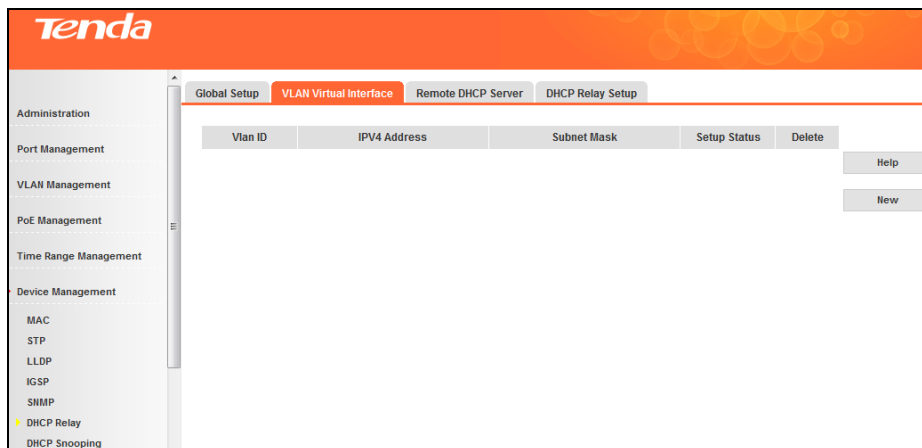 Tenda
Global Setup VLAN Virtual Interface Remote DHCP Server DHCP Relay Setup
Administration
Port Management
VLAN Management
PoE Management
Time Range Management
Device Management
MAC
STP
LLDP
IGSP
SNMP
DHCP Relay
DHCP Snooping
Vlan ID IPV4 Address Subnet Mask Setup Status Delete
Help
New